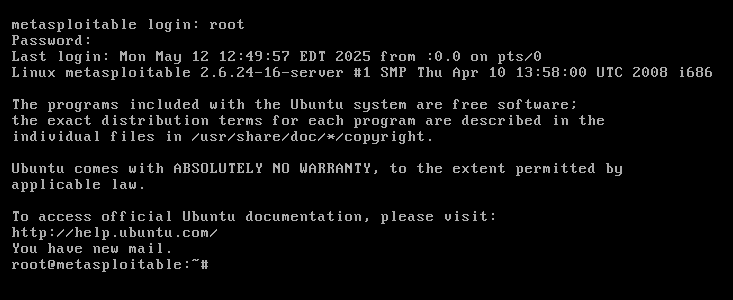 metasploitable login: root
Password:
Last login: Mon May 12 12:49:57 EDT 2025 from :0.0 on pts/0
Linux metasploitable 2.6.24-16-server #1 SMP Thu Apr 10 13:58:00 UTC 2008 i686
The programs included with the Ubuntu system are free software;
the exact distribution terms for each program are described in the
individual files in /usr/share/doc/*/copyright.
Ubuntu comes with ABSOLUTELY NO WARRANTY, to the extent permitted by
applicable law.
To access official Ubuntu documentation, please visit:
http://help.ubuntu.com/
You have new mail.
root@metasploitable:~#